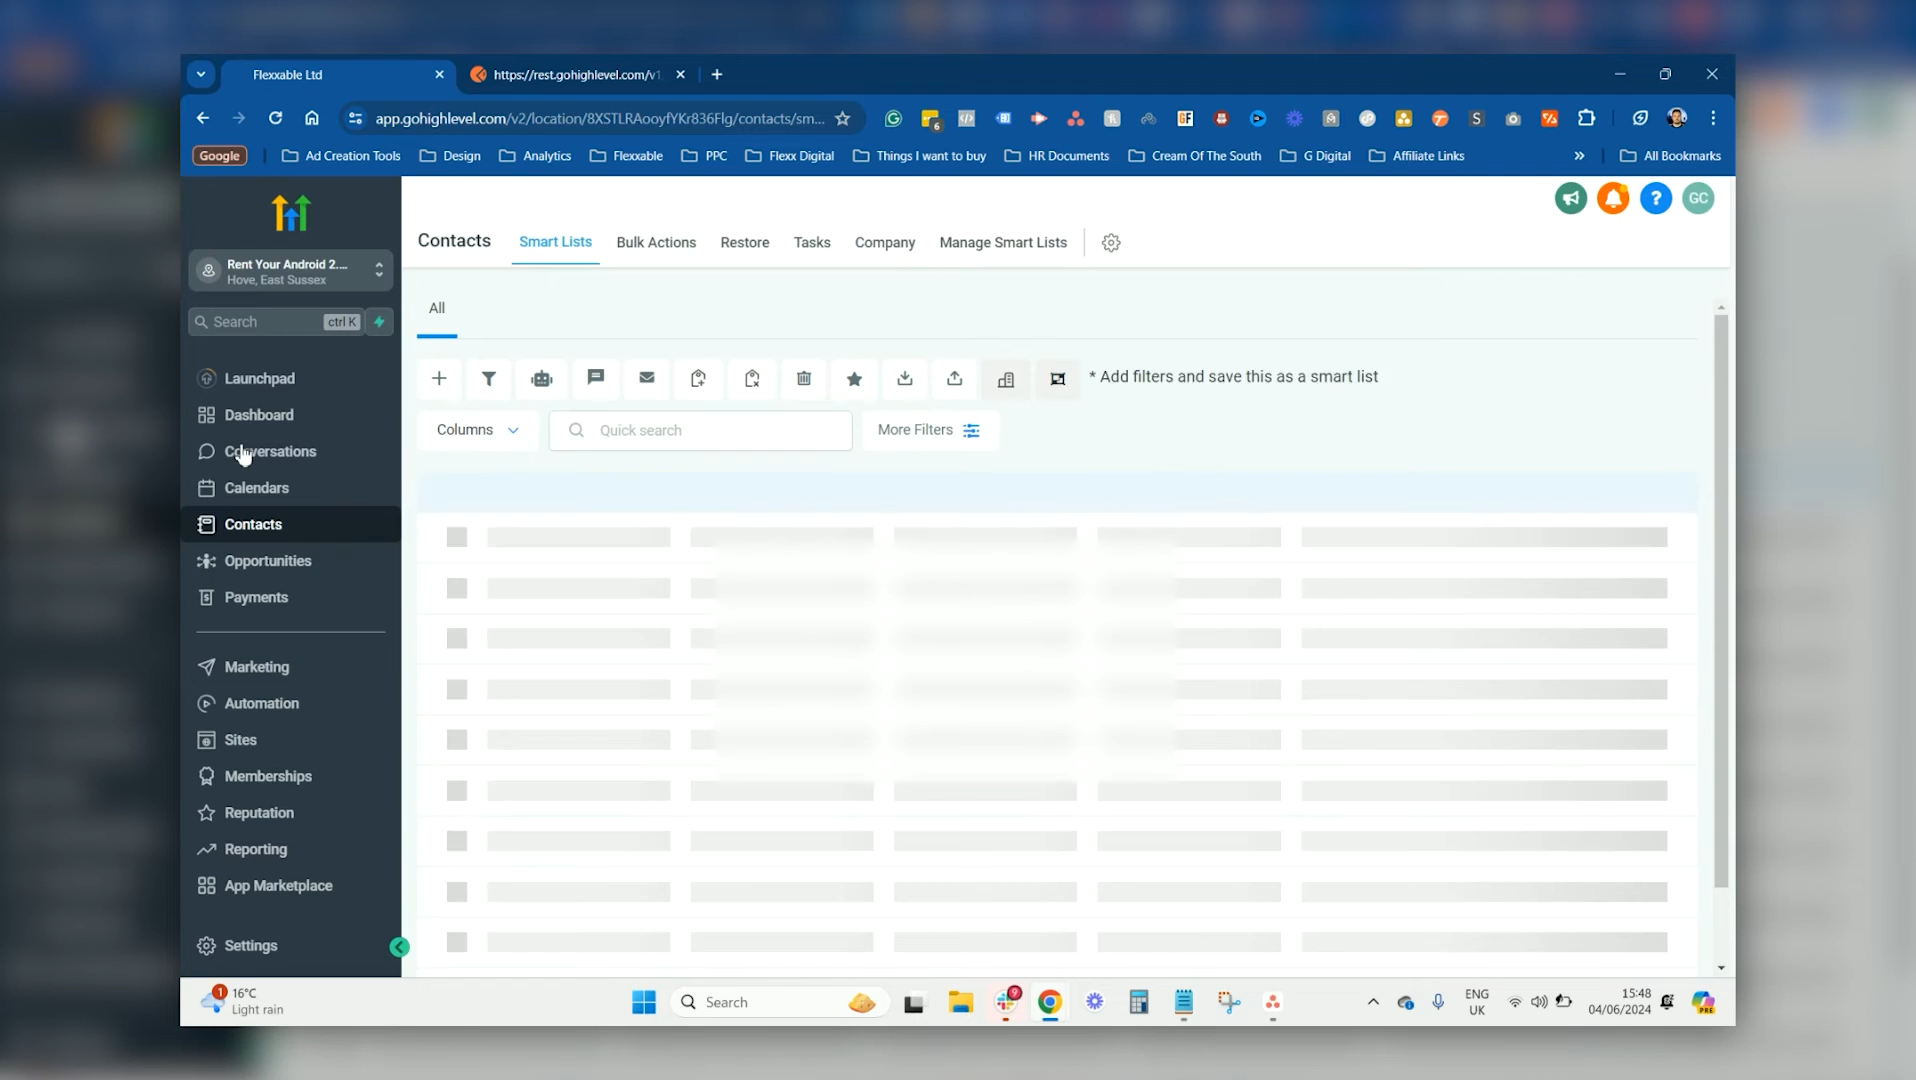 Flexxable Ltd
https://rest.gohighlevel.com/v1
app.gohighlevel.com/v2/location/8XSTLRAooyfYKr836Flg/contacts/sm...
6
GF
S
Google
Ad Creation Tools
Design
Analytics
Flexxable
PPC
Flexx Digital
Things I want to buy
HR Documents
Cream Of The South
G Digital
Affiliate Links
»
All Bookmarks
?
GC
Rent Your Android 2....
Hove, East Sussex
Contacts
Smart Lists
Bulk Actions
Restore
Tasks
Company
Manage Smart Lists
Search
ctrl K
All
Launchpad
Dashboard
Conversations
Calendars
Contacts
Opportunities
Payments
Marketing
Automation
Sites
Memberships
Reputation
Reporting
App Marketplace
Settings
* Add filters and save this as a smart list
Columns
Quick search
More Filters
1
16°C
Light rain
Search
9
ENG
UK
15:48
04/06/2024
PRE